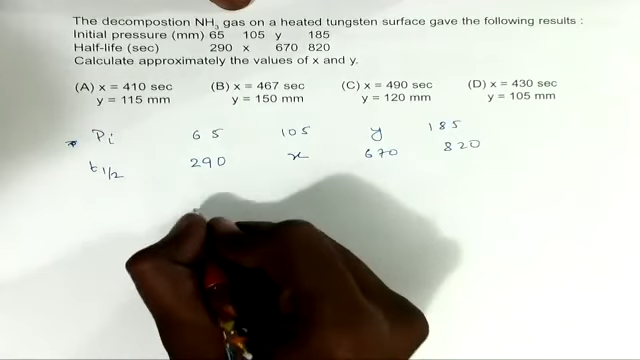 The decompostion NH3 gas on a heated tungsten surface gave the following results :
Initial pressure (mm) 65 105 y 185
Half-life (sec) 290 x 670 820
Calculate approximately the values of x and y.
(A) x = 410 sec (B) x = 467 sec (C) x = 490 sec (D) x = 430 sec
y = 115 mm y = 150 mm y = 120 mm y = 105 mm
Pi 65 105 y 185
t1/2 290 x 670 820